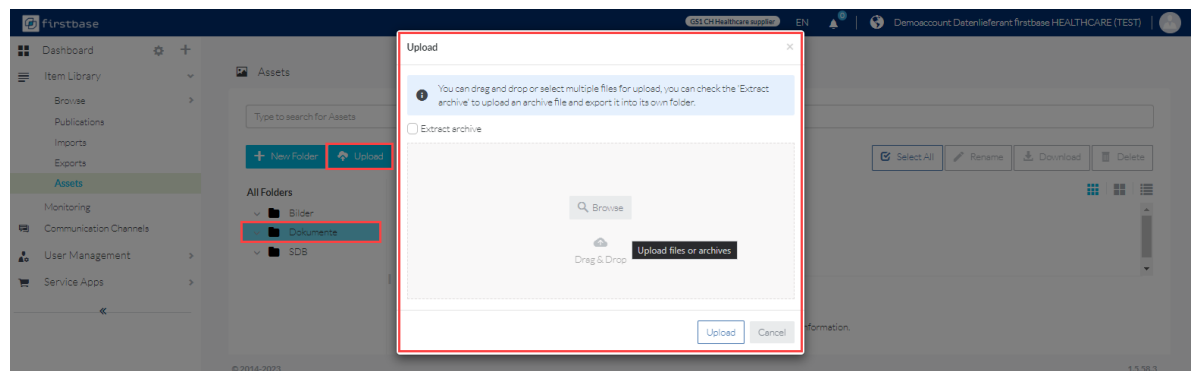 firstbase
GS1 CH Healthcare supplier
EN
Demoaccount Datenlieferant firstbase HEALTHCARE (TEST)
Dashboard
Item Library
Browse
Publications
Imports
Exports
Assets
Monitoring
Communication Channels
User Management
Service Apps
Assets
Type to search for Assets
New Folder
Upload
Select All
Rename
Download
Delete
All Folders
Bilder
Dokumente
SDB
Upload
You can drag and drop or select multiple files for upload, you can check the 'Extract
archive' to upload an archive file and export it into its own folder.
Extract archive
Browse
Drag & Drop
Upload files or archives
Upload
Cancel
© 2014-2023
1.5.58.3